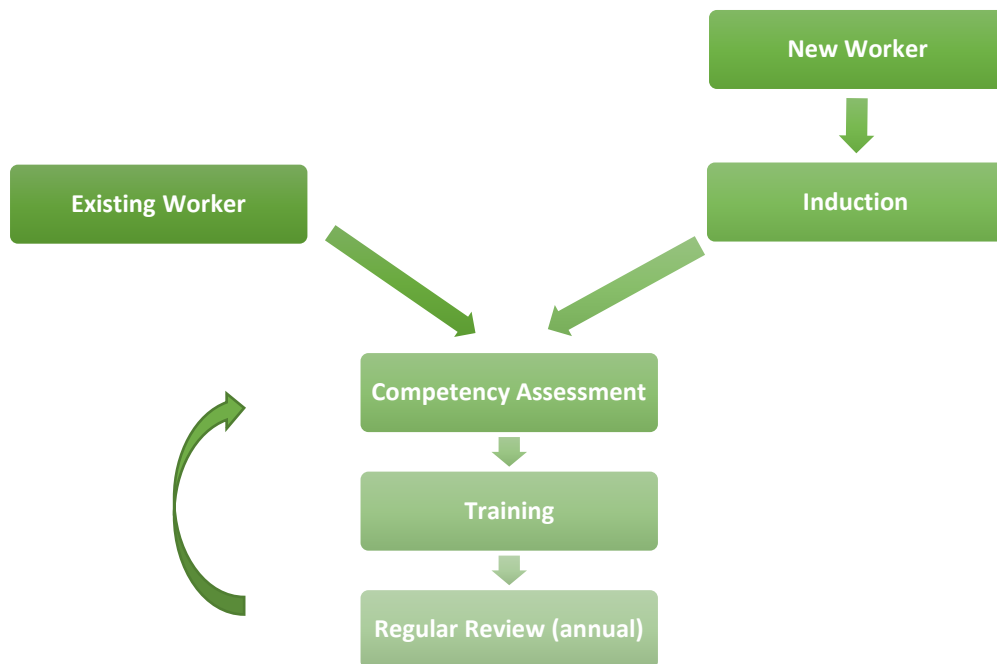 New Worker
Existing Worker
Induction
Competency Assessment
Training
Regular Review (annual)